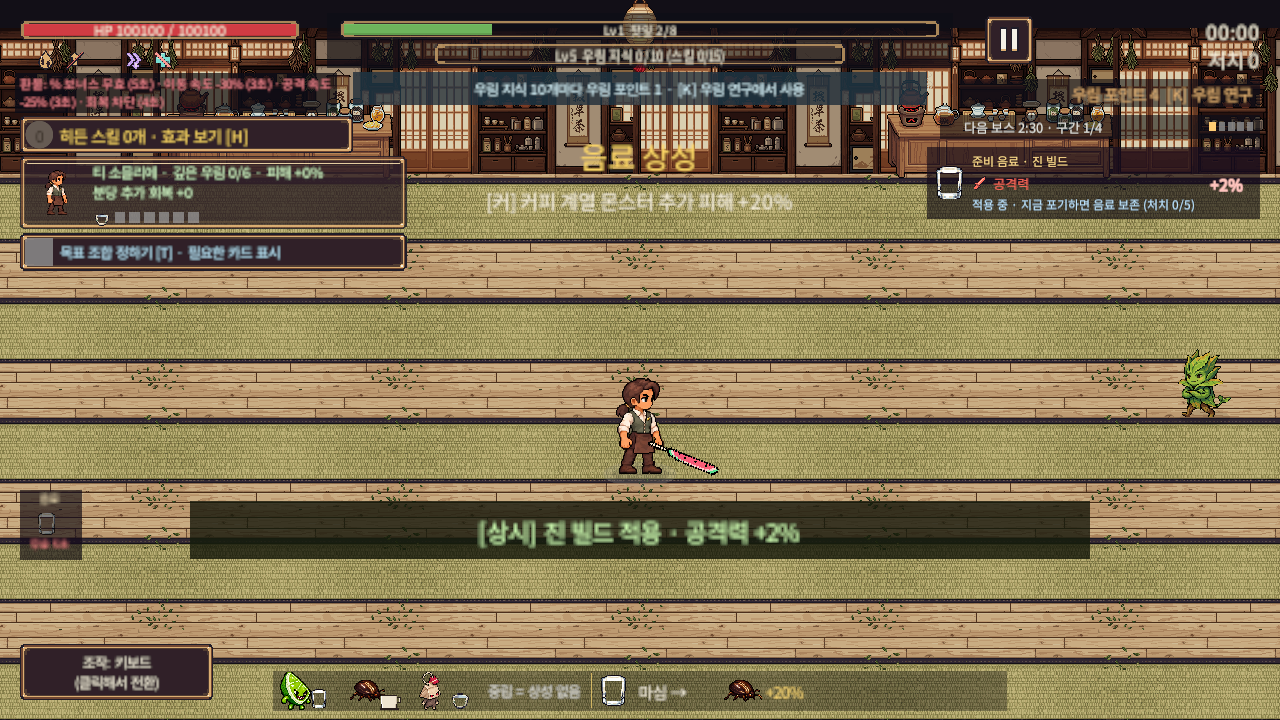 HP 100100 / 100100
Lv1 찻잎 2/8
Lv5 우림 지식 0/10 (스킬 0/15)
우림 지식 10개마다 우림 포인트 1 - [K] 우림 연구에서 사용
00:00
처치 0
[K] 우림 연구
-25% (3초) ·
다음 보스 2:30 · 구간 1/4
히든 스킬 0개 · 효과 보기 [H]
음료 상성
[커] 커피 계열 몬스터 추가 피해 +20%
준비 음료 · 진 빌드
공격력
+2%
적용 중 · 지금 포기하면 음료 보존 (처치 0/5)
티 소믈리에 - 깊은 우림 0/6 - 피해 +0%
분당 추가 회복 +0
목표 조합 정하기 [T] - 필요한 카드 표시
[상시] 진 빌드 적용 · 공격력 +2%
조작: 키보드
(클릭해서 전환)
중립 = 상성 없음
마심 →
+20%